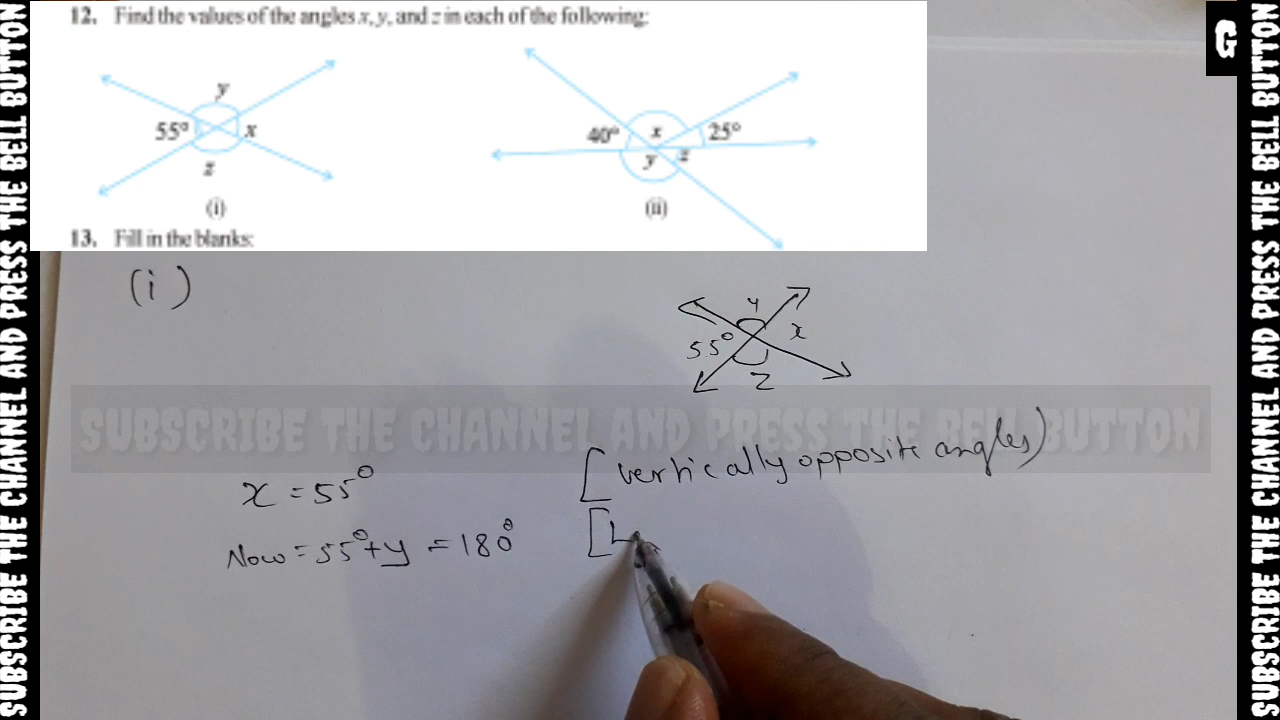 12. Find the values of the angles x, y, and z in each of the following:
y
55° x
z
(i)
40° x 25°
y z
(ii)
13. Fill in the blanks:
(i)
y
55° x
z
SUBSCRIBE THE CHANNEL AND PRESS THE BELL BUTTON
x = 55° [vertically opposite angles)
Now = 55° + y = 180° [L
SUBSCRIBE THE CHANNEL AND PRESS THE BELL BUTTON
SUBSCRIBE THE CHANNEL AND PRESS THE BELL BUTTON